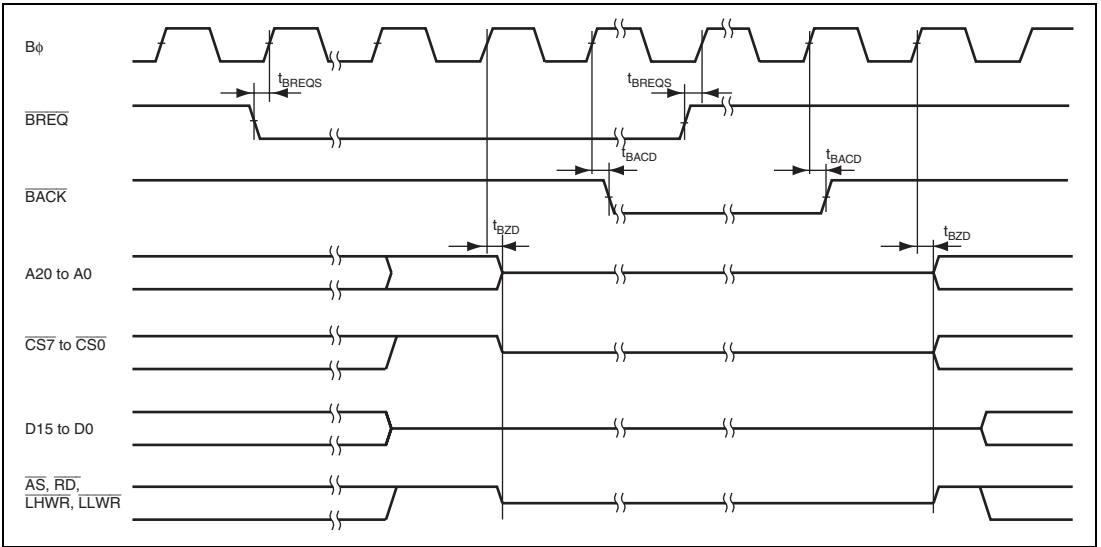 Bφ
tBREQS
tBREQS
BREQ
tBACD
tBACD
BACK
tBZD
tBZD
A20 to A0
CS7 to CS0
D15 to D0
AS, RD,
LHWR, LLWR